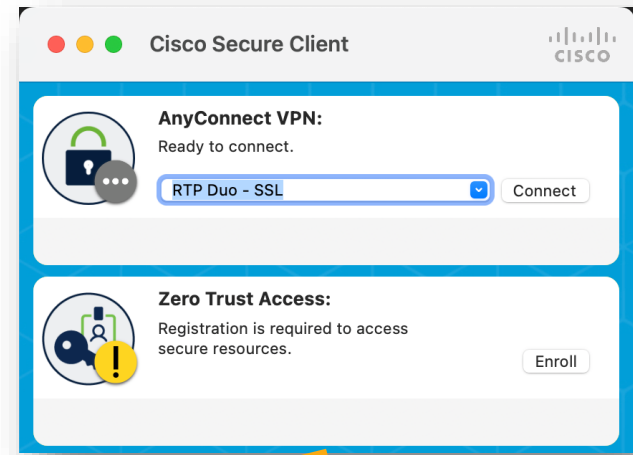 Cisco Secure Client
CISCO
AnyConnect VPN:
Ready to connect.
RTP Duo - SSL
Connect
Zero Trust Access:
Registration is required to access
secure resources.
Enroll